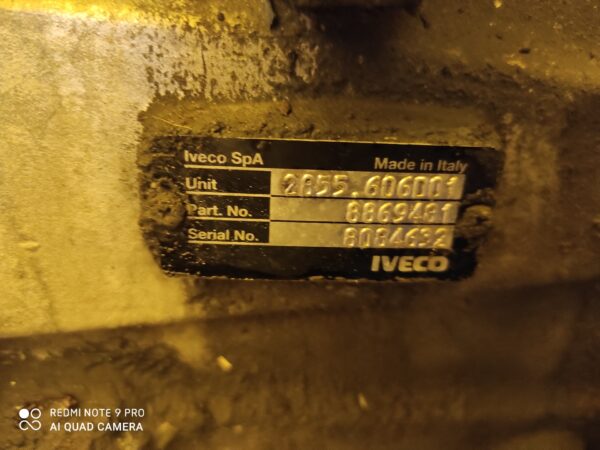 Iveco SpA Made in Italy
Unit 2855.606001
Part. No. 8869481
Serial No. 8084632
IVECO
REDMI NOTE 9 PRO
AI QUAD CAMERA